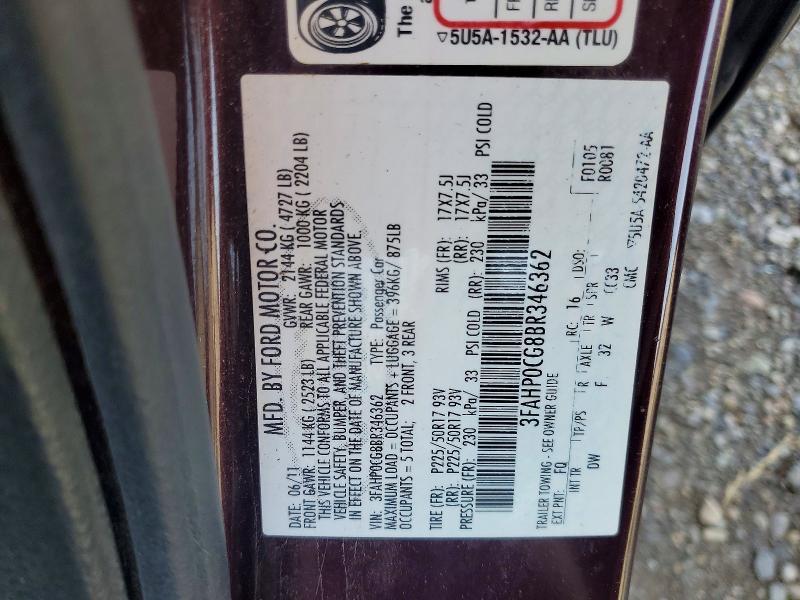 The
▽5U5A-1532-AA (TLU)
MFD. BY FORD MOTOR CO.
DATE: 06/11 GVWR: 2144 KG ( 4727 LB)
FRONT GAWR: 1144 KG ( 2523 LB) REAR GAWR: 1000 KG ( 2204 LB)
THIS VEHICLE CONFORMS TO ALL APPLICABLE FEDERAL MOTOR
VEHICLE SAFETY, BUMPER, AND THEFT PREVENTION STANDARDS
IN EFFECT ON THE DATE OF MANUFACTURE SHOWN ABOVE.
VIN: 3FAHP0CG8BR346362 TYPE: Passenger Car
MAXIMUM LOAD = OCCUPANTS + LUGGAGE = 396KG/ 875LB
OCCUPANTS = 5 TOTAL; 2 FRONT, 3 REAR
TIRE (FR): P225/50R17 93V RIMS (FR): 17X7.5J
(RR): P225/50R17 93V (RR): 17X7.5J
PRESSURE (FR): 230 kPa/ 33 PSI COLD (RR): 230 kPa/ 33 PSI COLD
3FAHP0CG8BR346362
TRAILER TOWING - SEE OWNER GUIDE
EXT PNT: FQ RC: 16 DSO: F0105
R0081
INT TR TP/PS R AXLE TR SPR
DW F 32 W CC33
CMC ▽5U5A 5420472-AA